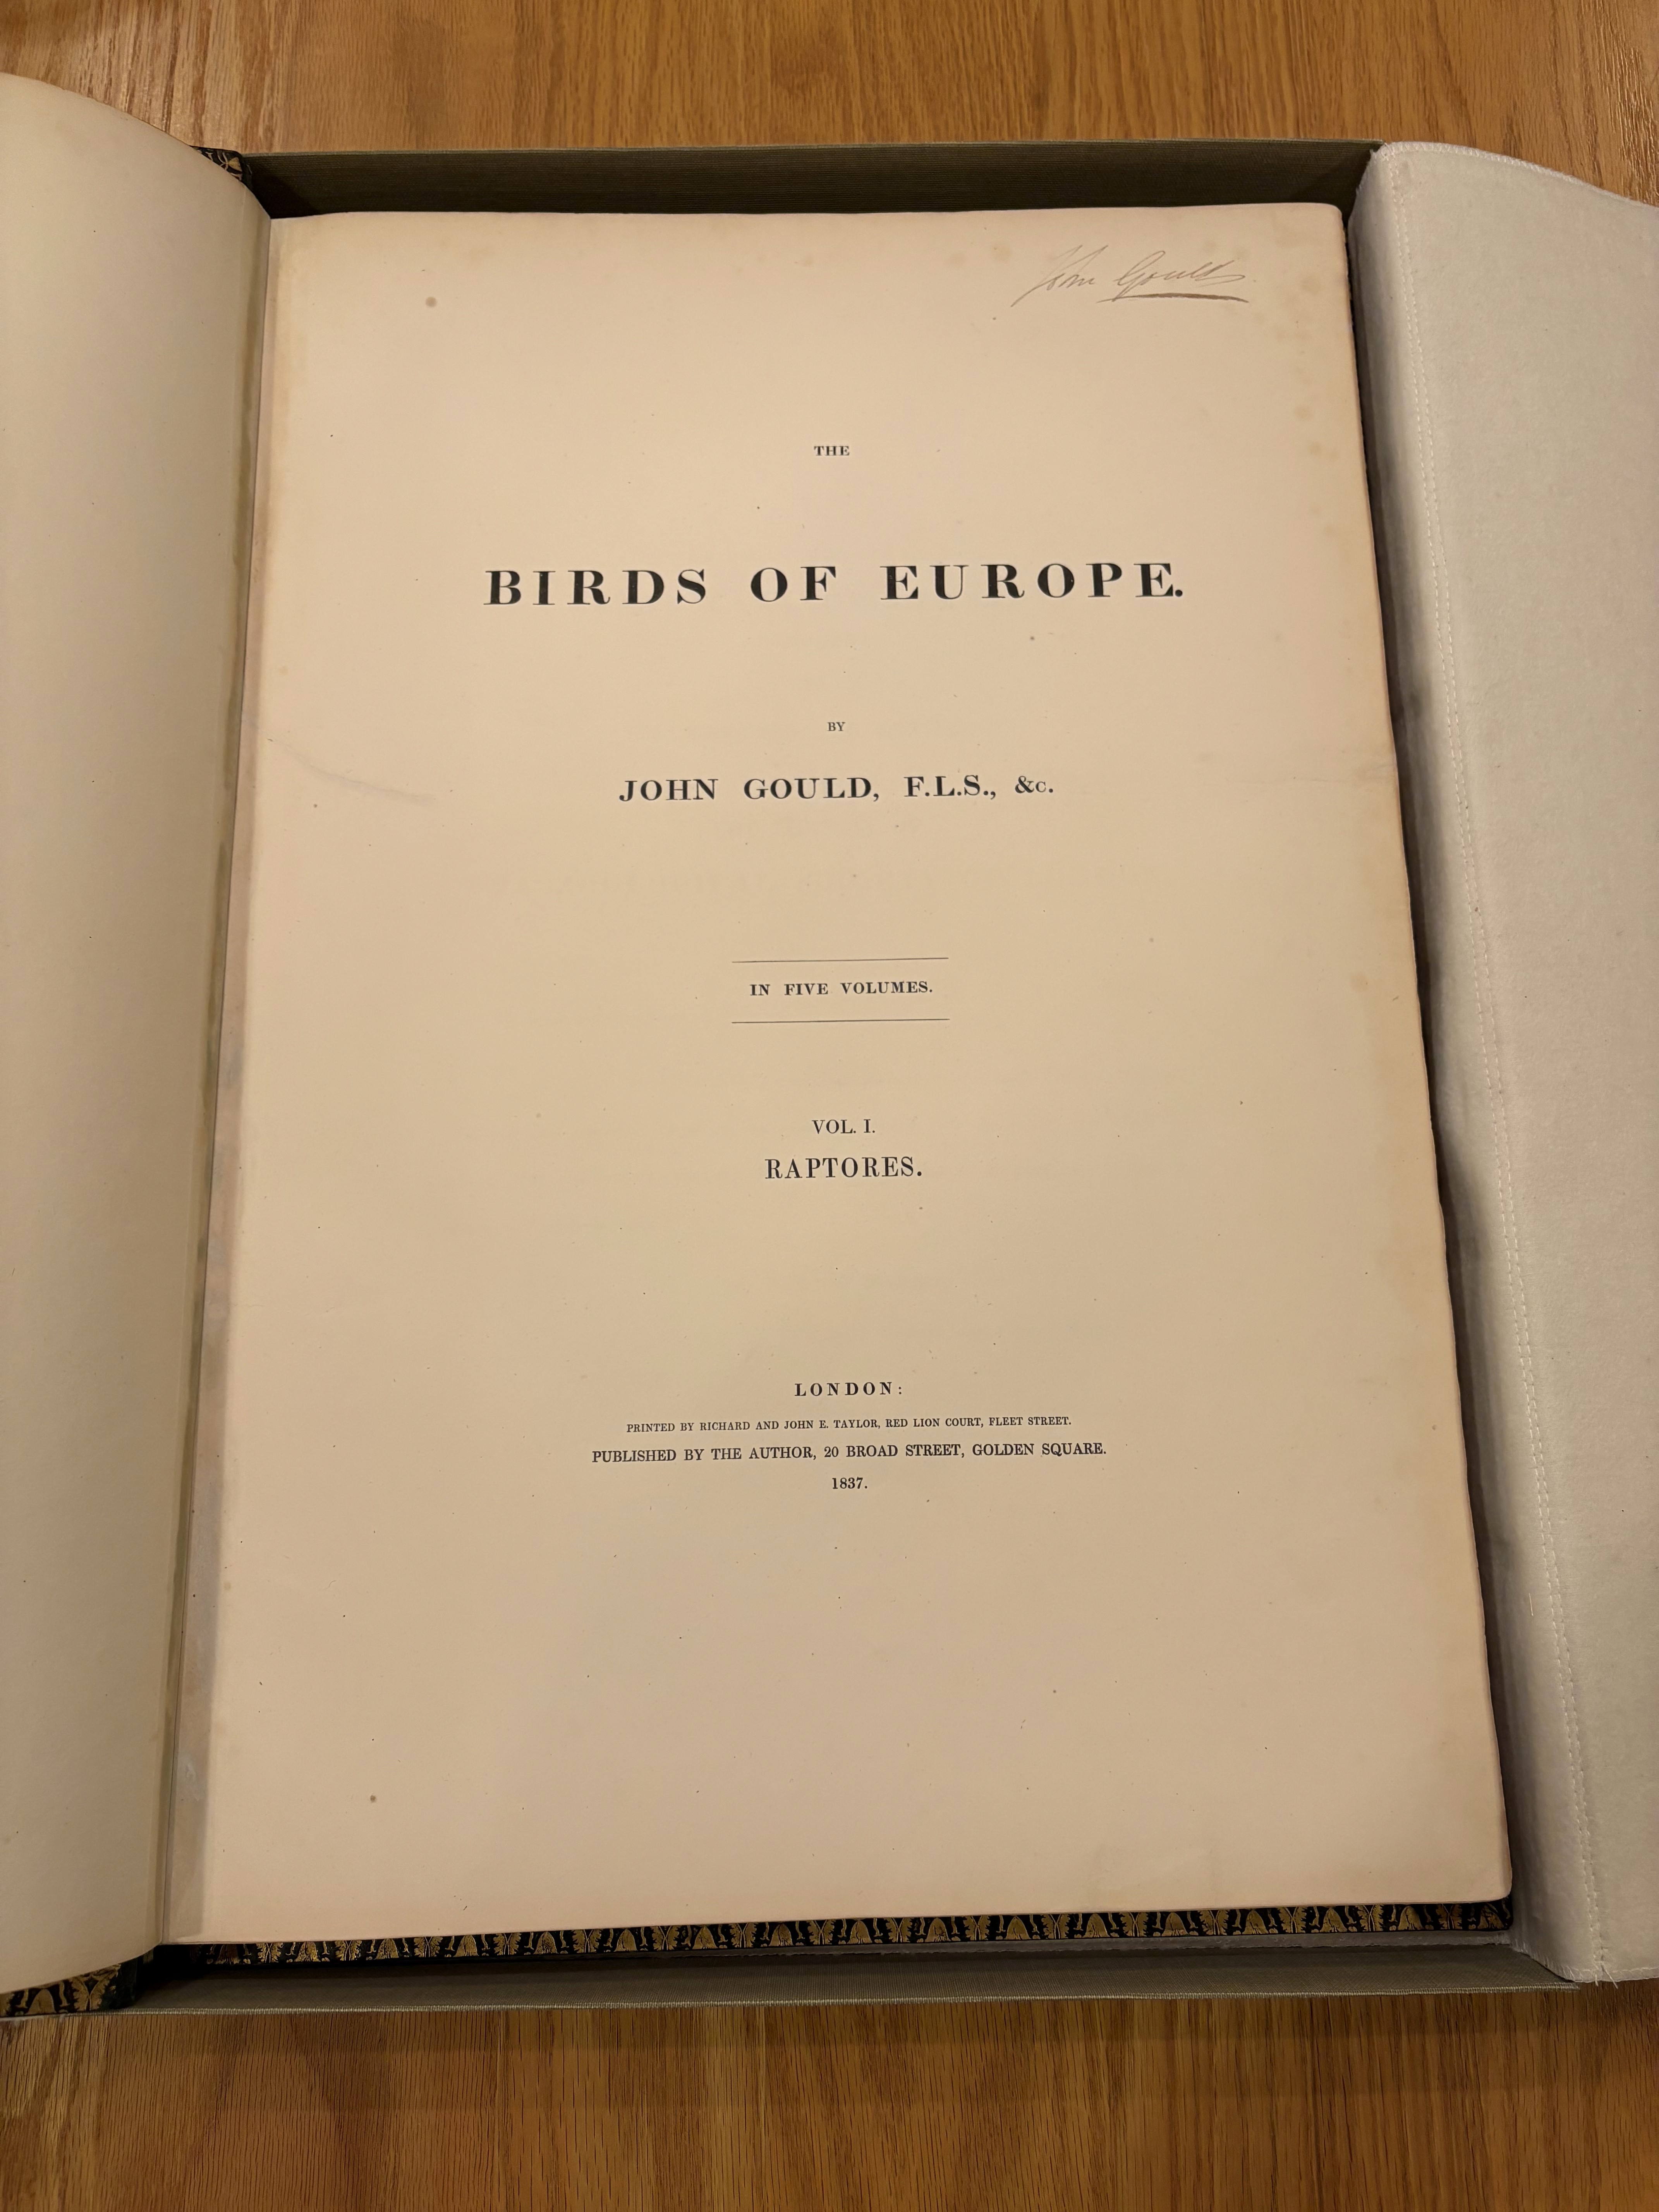 John Gould
THE
BIRDS OF EUROPE.
BY
JOHN GOULD, F.L.S., &c.
IN FIVE VOLUMES.
VOL. I.
RAPTORES.
LONDON:
PRINTED BY RICHARD AND JOHN E. TAYLOR, RED LION COURT, FLEET STREET.
PUBLISHED BY THE AUTHOR, 20 BROAD STREET, GOLDEN SQUARE.
1837.